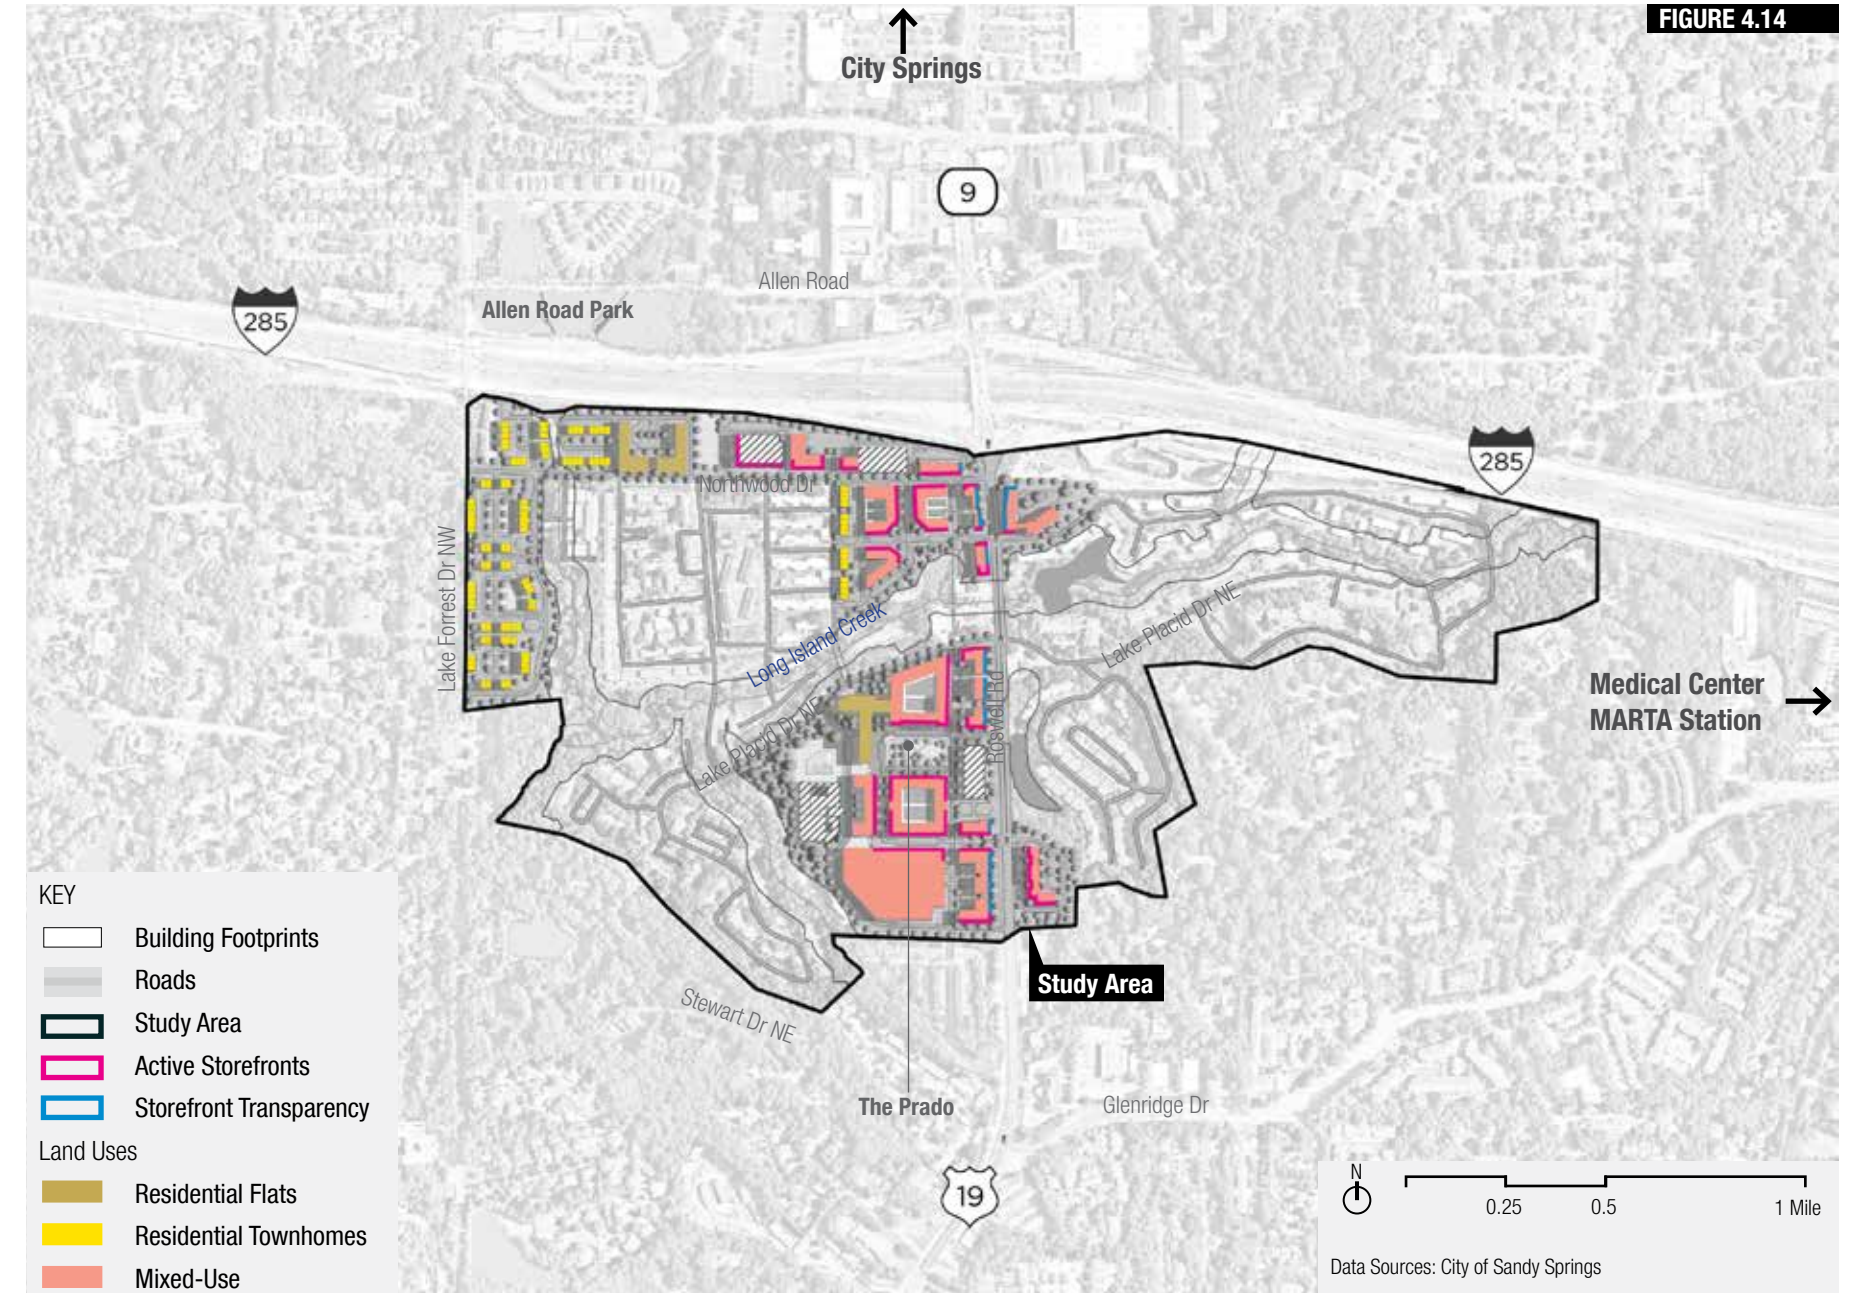 FIGURE 4.14
City Springs
9
Allen Road
Allen Road Park
285
285
Northwood Dr
Lake Forrest Dr NW
Long Island Creek
Lake Placid Dr NE
Lake Placid Dr NE
Roswell Rd
Medical Center
MARTA Station
Study Area
Stewart Dr NE
The Prado
Glenridge Dr
19
KEY
Building Footprints
Roads
Study Area
Active Storefronts
Storefront Transparency
Land Uses
Residential Flats
Residential Townhomes
Mixed-Use
N
0.25
0.5
1 Mile
Data Sources: City of Sandy Springs